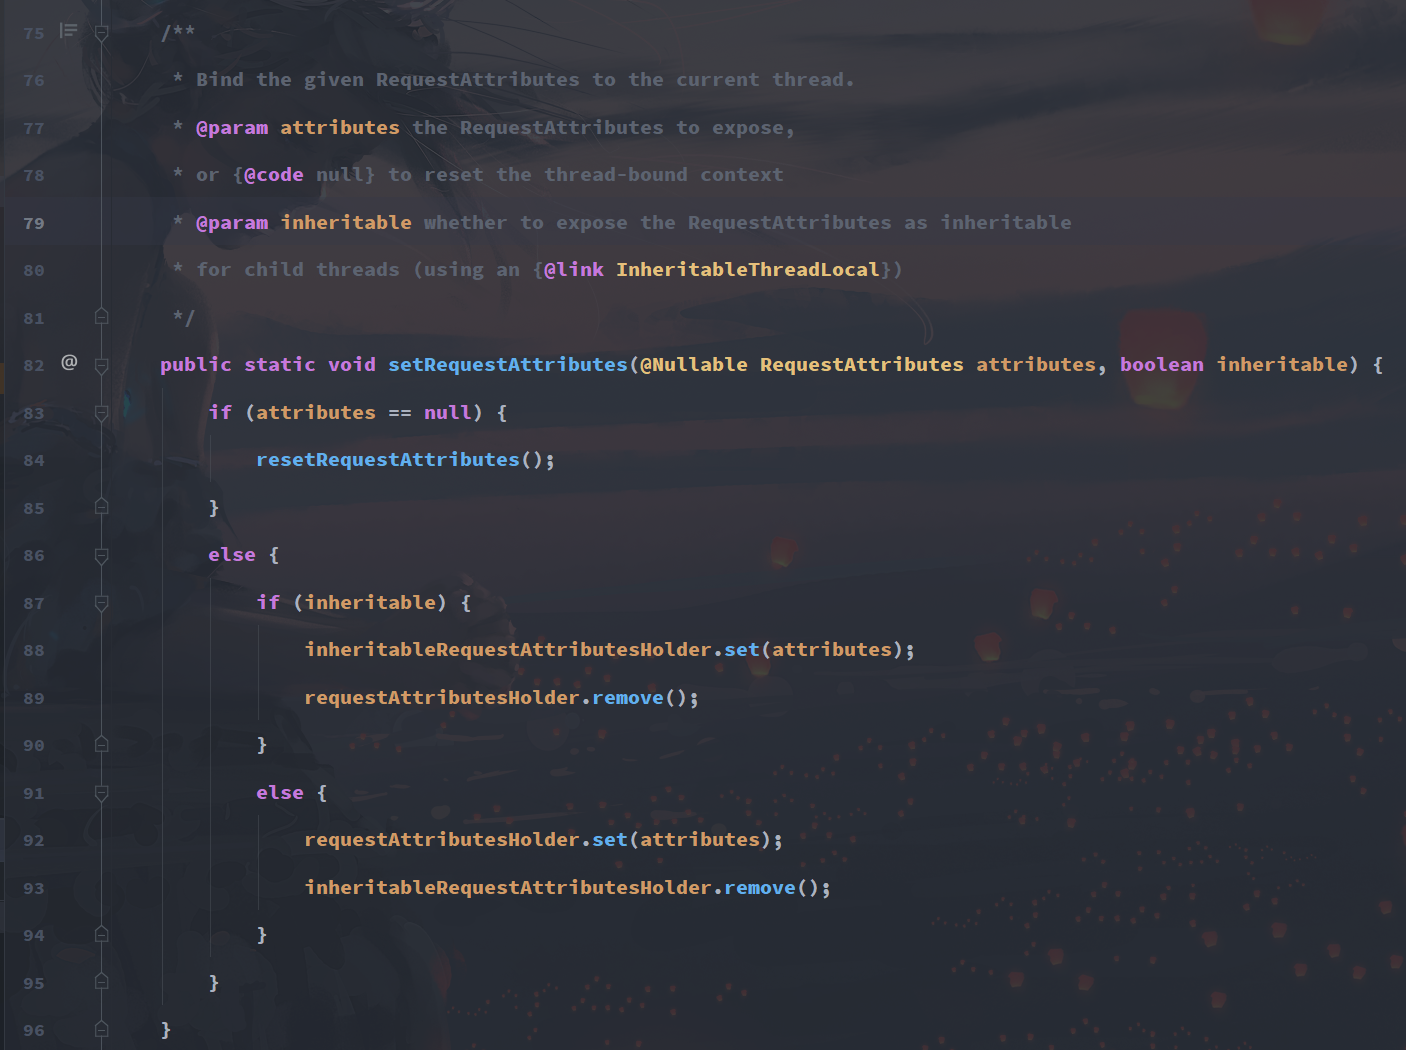 75 /**
76 * Bind the given RequestAttributes to the current thread.
77 * @param attributes the RequestAttributes to expose,
78 * or {@code null} to reset the thread-bound context
79 * @param inheritable whether to expose the RequestAttributes as inheritable
80 * for child threads (using an {@link InheritableThreadLocal})
81 */
82 @ public static void setRequestAttributes(@Nullable RequestAttributes attributes, boolean inheritable) {
83 if (attributes == null) {
84 resetRequestAttributes();
85 }
86 else {
87 if (inheritable) {
88 inheritableRequestAttributesHolder.set(attributes);
89 requestAttributesHolder.remove();
90 }
91 else {
92 requestAttributesHolder.set(attributes);
93 inheritableRequestAttributesHolder.remove();
94 }
95 }
96 }